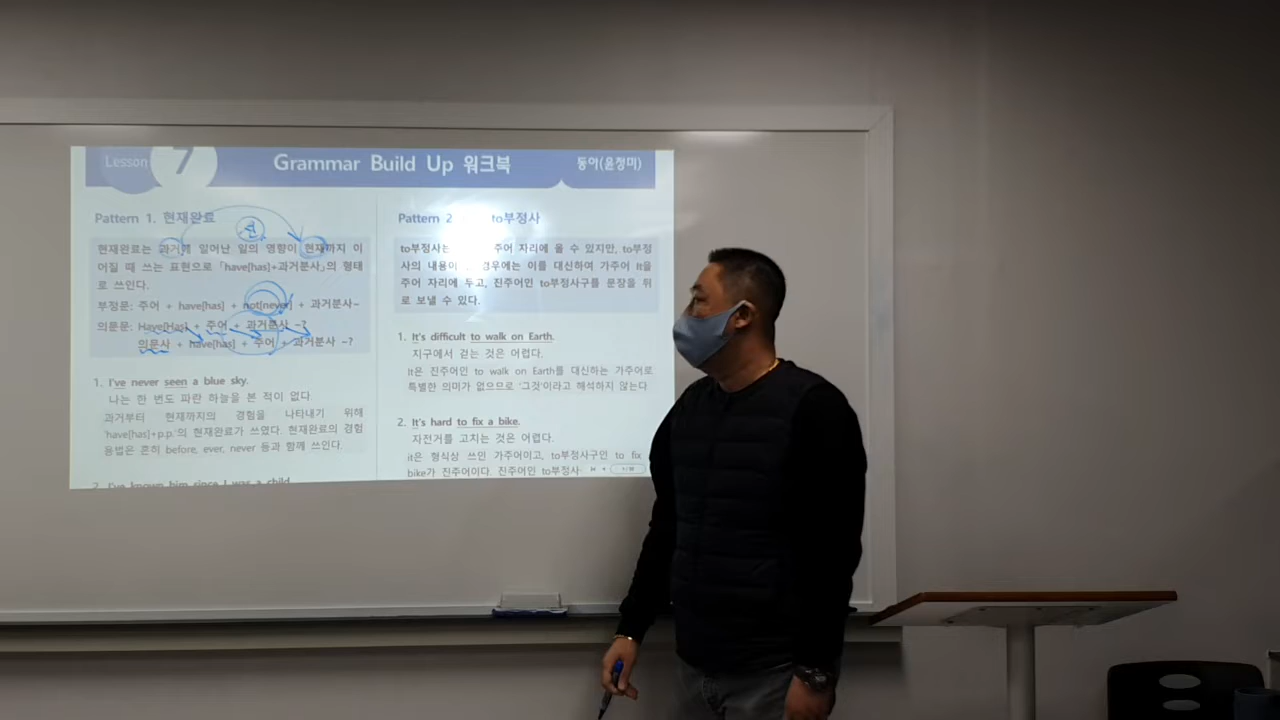 Lesson 7 Grammar Build Up 워크북 동아(윤정미)
Pattern 1. 현재완료
현재완료는 과거에 일어난 일의 영향이 현재까지 이
어질 때 쓰는 표현으로 「have[has]+과거분사」의 형태
로 쓰인다.
부정문: 주어 + have[has] + not[never] + 과거분사~
의문문: Have[Has] + 주어 + 과거분사 ~?
의문사 + have[has] + 주어 + 과거분사 ~?
1. I've never seen a blue sky.
나는 한 번도 파란 하늘을 본 적이 없다.
과거부터 현재까지의 경험을 나타내기 위해
'have[has]+p.p.'의 현재완료가 쓰였다. 현재완료의 경험
용법은 흔히 before, ever, never 등과 함께 쓰인다.
2. I've known him since I was a child.
Pattern 2 to부정사
to부정사는 주어 자리에 올 수 있지만, to부정
사의 내용이 경우에는 이를 대신하여 가주어 It을
주어 자리에 두고, 진주어인 to부정사구를 문장을 뒤
로 보낼 수 있다.
1. It's difficult to walk on Earth.
지구에서 걷는 것은 어렵다.
It은 진주어인 to walk on Earth를 대신하는 가주어로
특별한 의미가 없으므로 '그것'이라고 해석하지 않는다
2. It's hard to fix a bike.
자전거를 고치는 것은 어렵다.
it은 형식상 쓰인 가주어이고, to부정사구인 to fix
bike가 진주어이다. 진주어인 to부정사